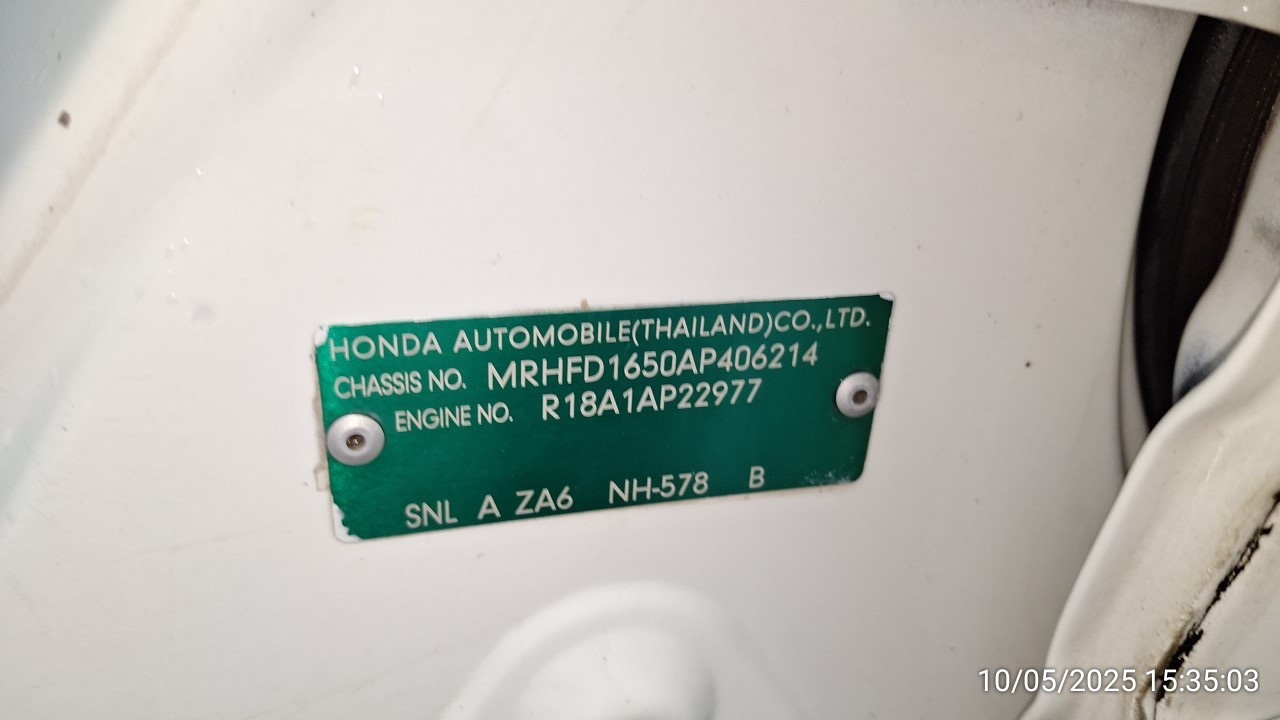 HONDA AUTOMOBILE(THAILAND)CO.,LTD.
CHASSIS NO. MRHFD1650AP406214
ENGINE NO. R18A1AP22977
SNL A ZA6 NH-578 B
10/05/2025 15:35:03